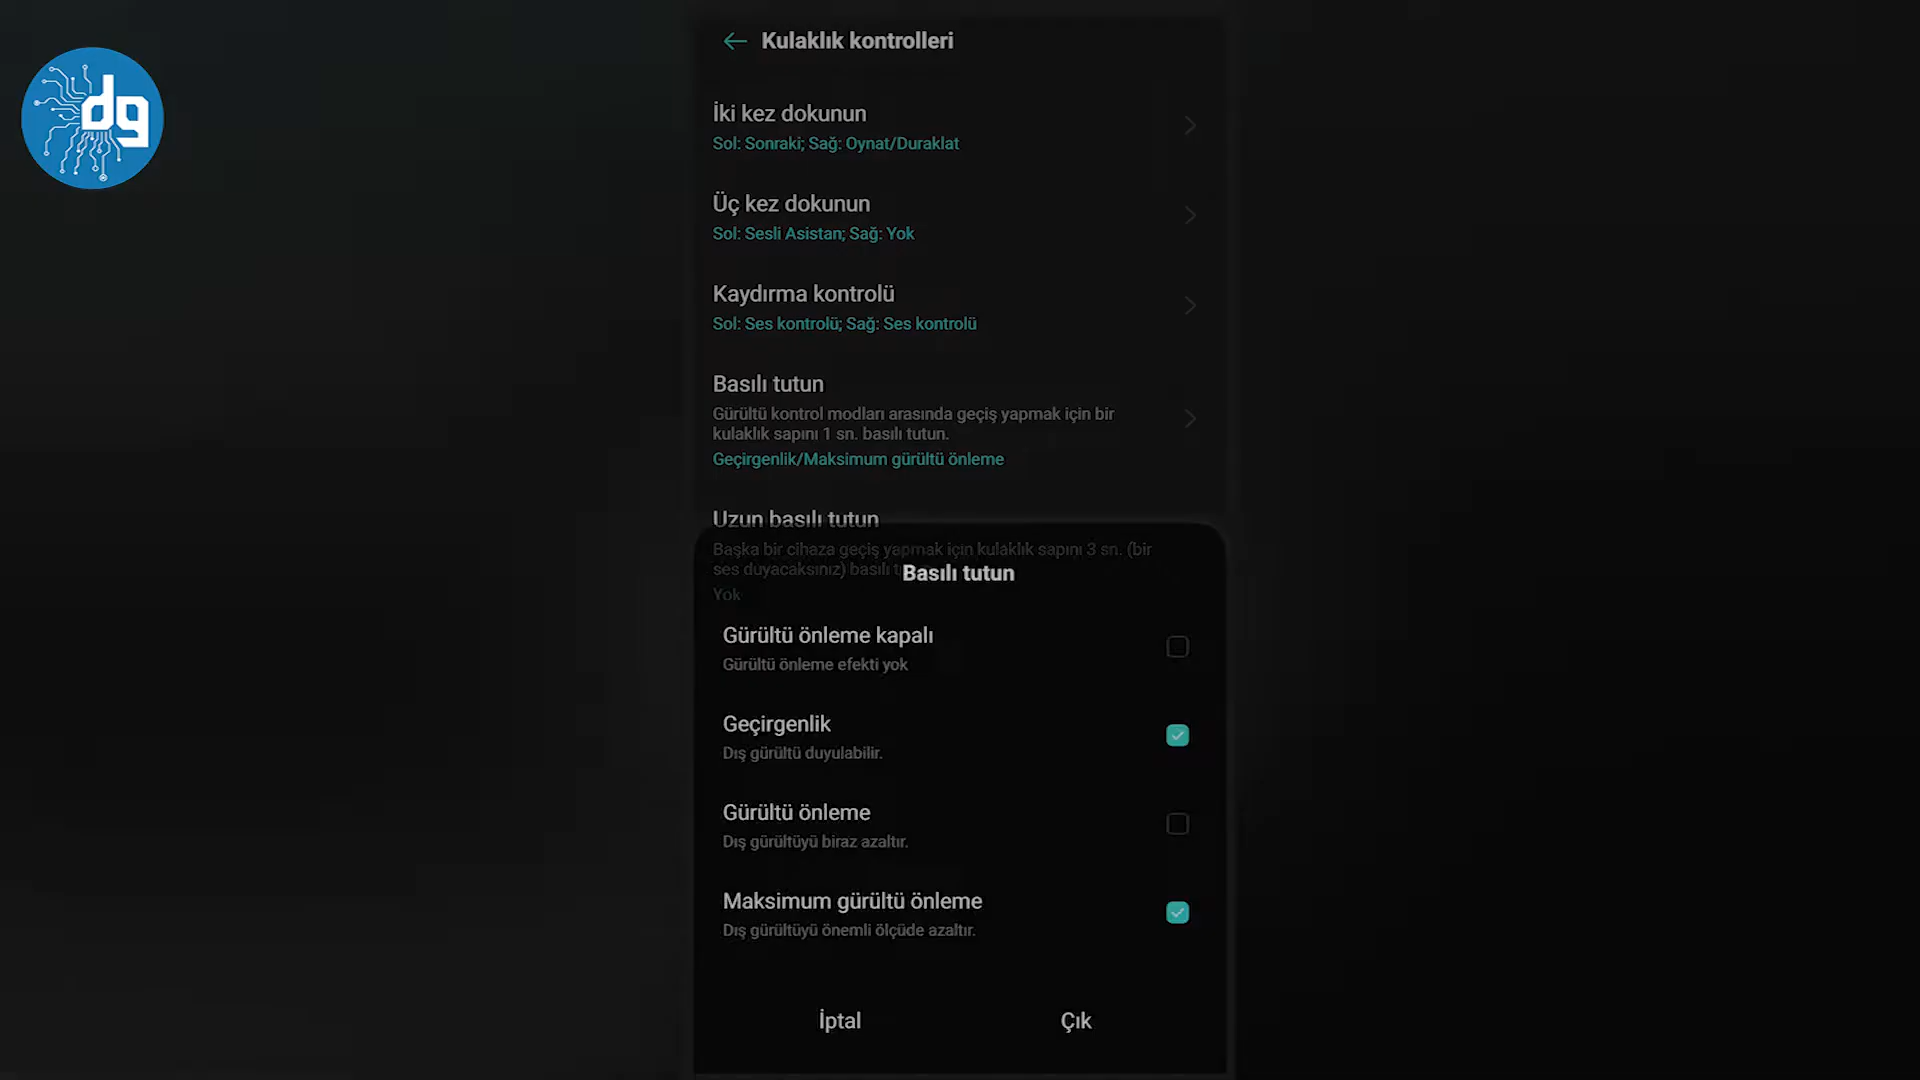 dg
Kulaklık kontrolleri
İki kez dokunun
Sol: Sonraki; Sağ: Oynat/Duraklat
Üç kez dokunun
Sol: Sesli Asistan; Sağ: Yok
Kaydırma kontrolü
Sol: Ses kontrolü; Sağ: Ses kontrolü
Basılı tutun
Gürültü kontrol modları arasında geçiş yapmak için bir
kulaklık sapını 1 sn. basılı tutun.
Geçirgenlik/Maksimum gürültü önleme
Uzun basılı tutun
Başka bir cihaza geçiş yapmak için kulaklık sapını 3 sn. (bir
ses duyacaksınız) basılı
Yok
Basılı tutun
Gürültü önleme kapalı
Gürültü önleme efekti yok
Geçirgenlik
Dış gürültü duyulabilir.
Gürültü önleme
Dış gürültüyü biraz azaltır.
Maksimum gürültü önleme
Dış gürültüyü önemli ölçüde azaltır.
İptal
Çık